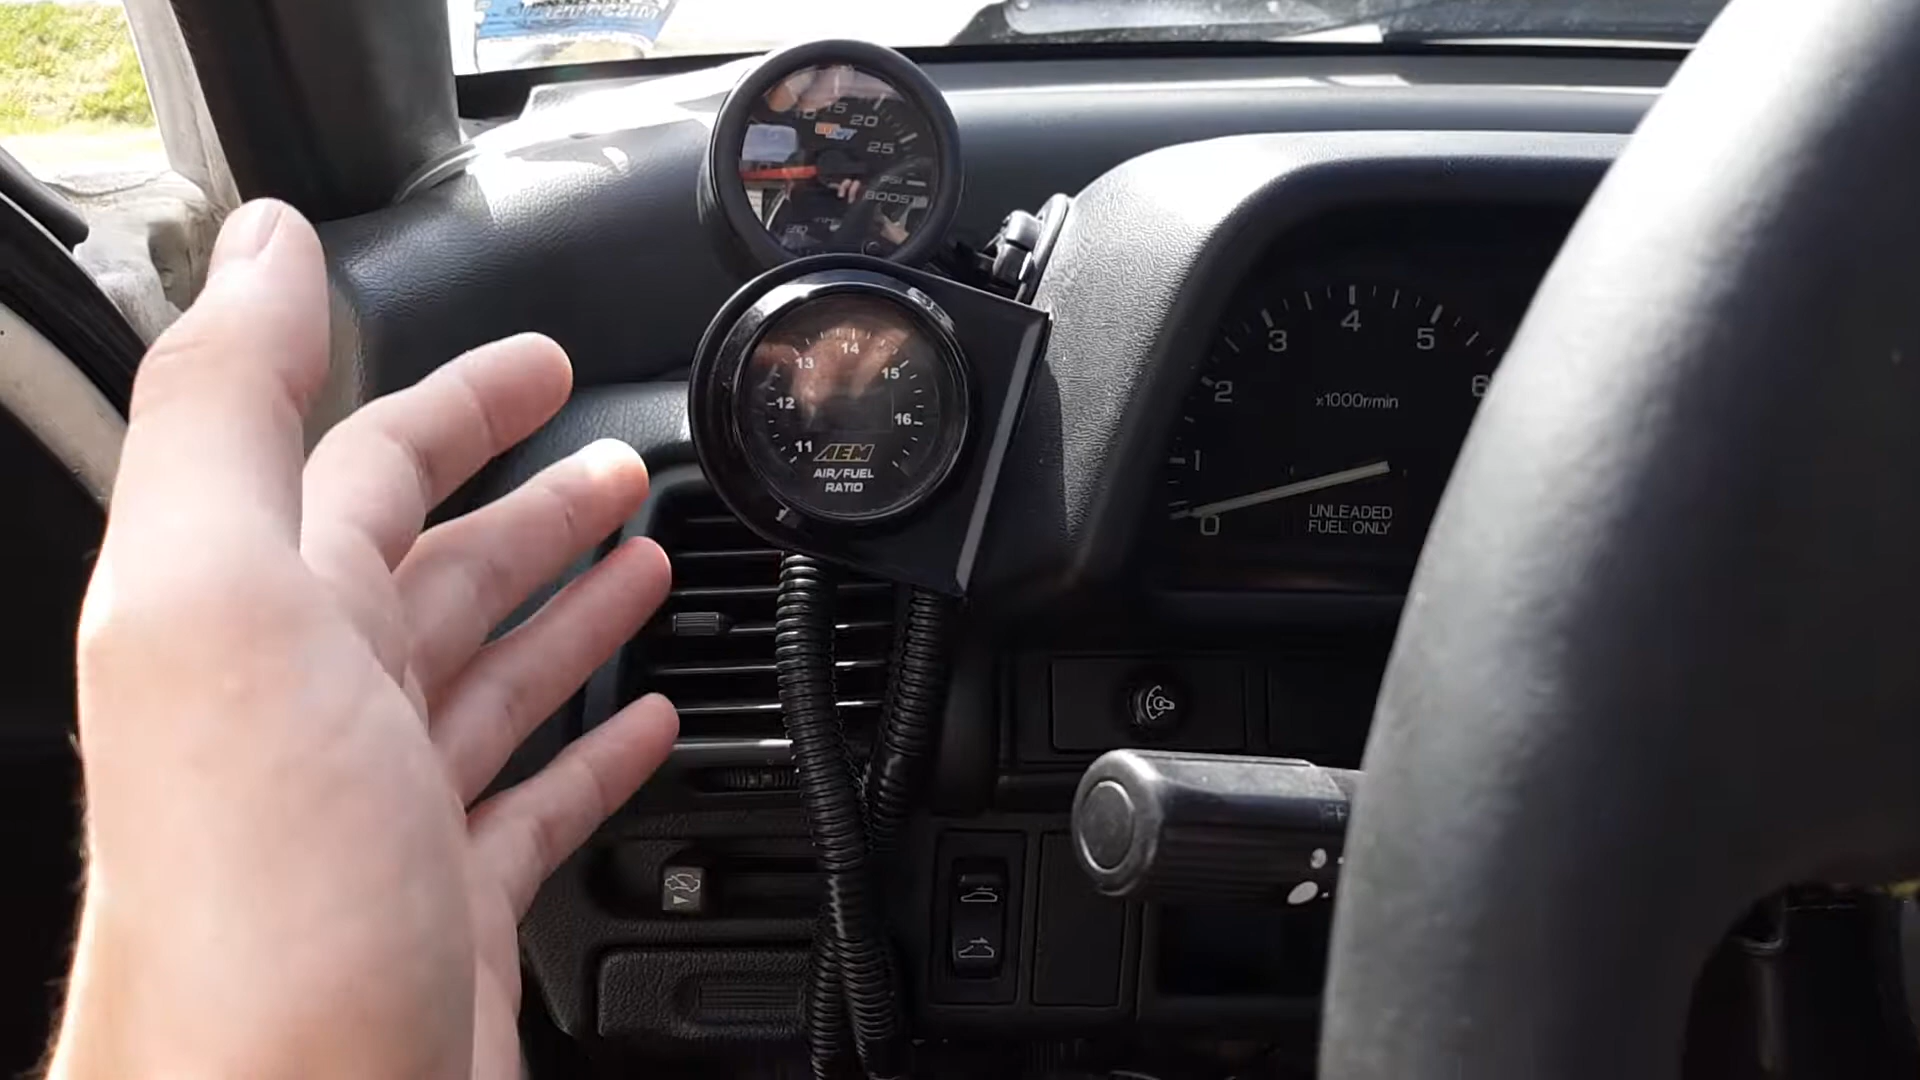 10 15 20
25
PSI
BOOST
13 14 15
12 16
11 AEM
AIR/FUEL
RATIO
3 4 5
2 6
x1000r/min
1
0
UNLEADED
FUEL ONLY